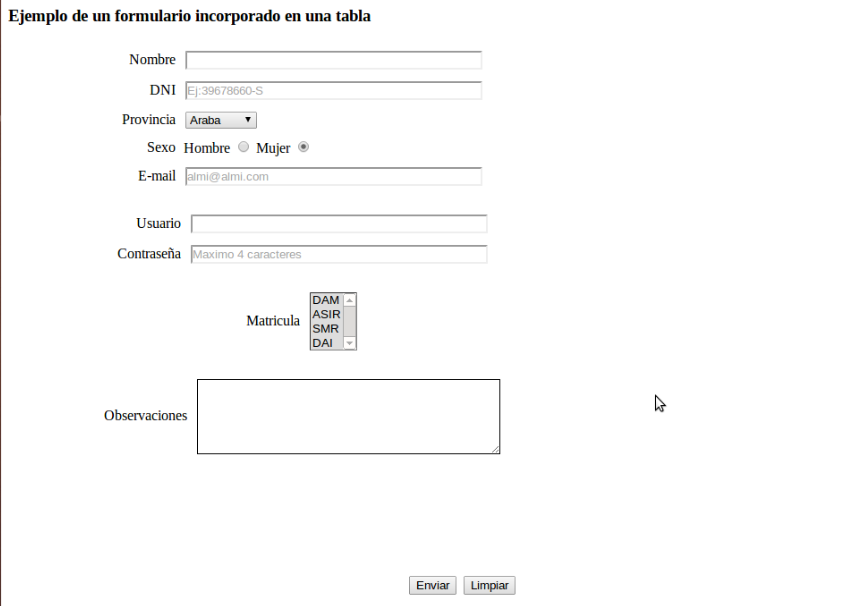 Ejemplo de un formulario incorporado en una tabla
Nombre
DNI Ej:39678660-S
Provincia Araba
Sexo Hombre Mujer
E-mail almi@almi.com
Usuario
Contraseña Maximo 4 caracteres
Matricula
DAM
ASIR
SMR
DAI
Observaciones
Enviar Limpiar